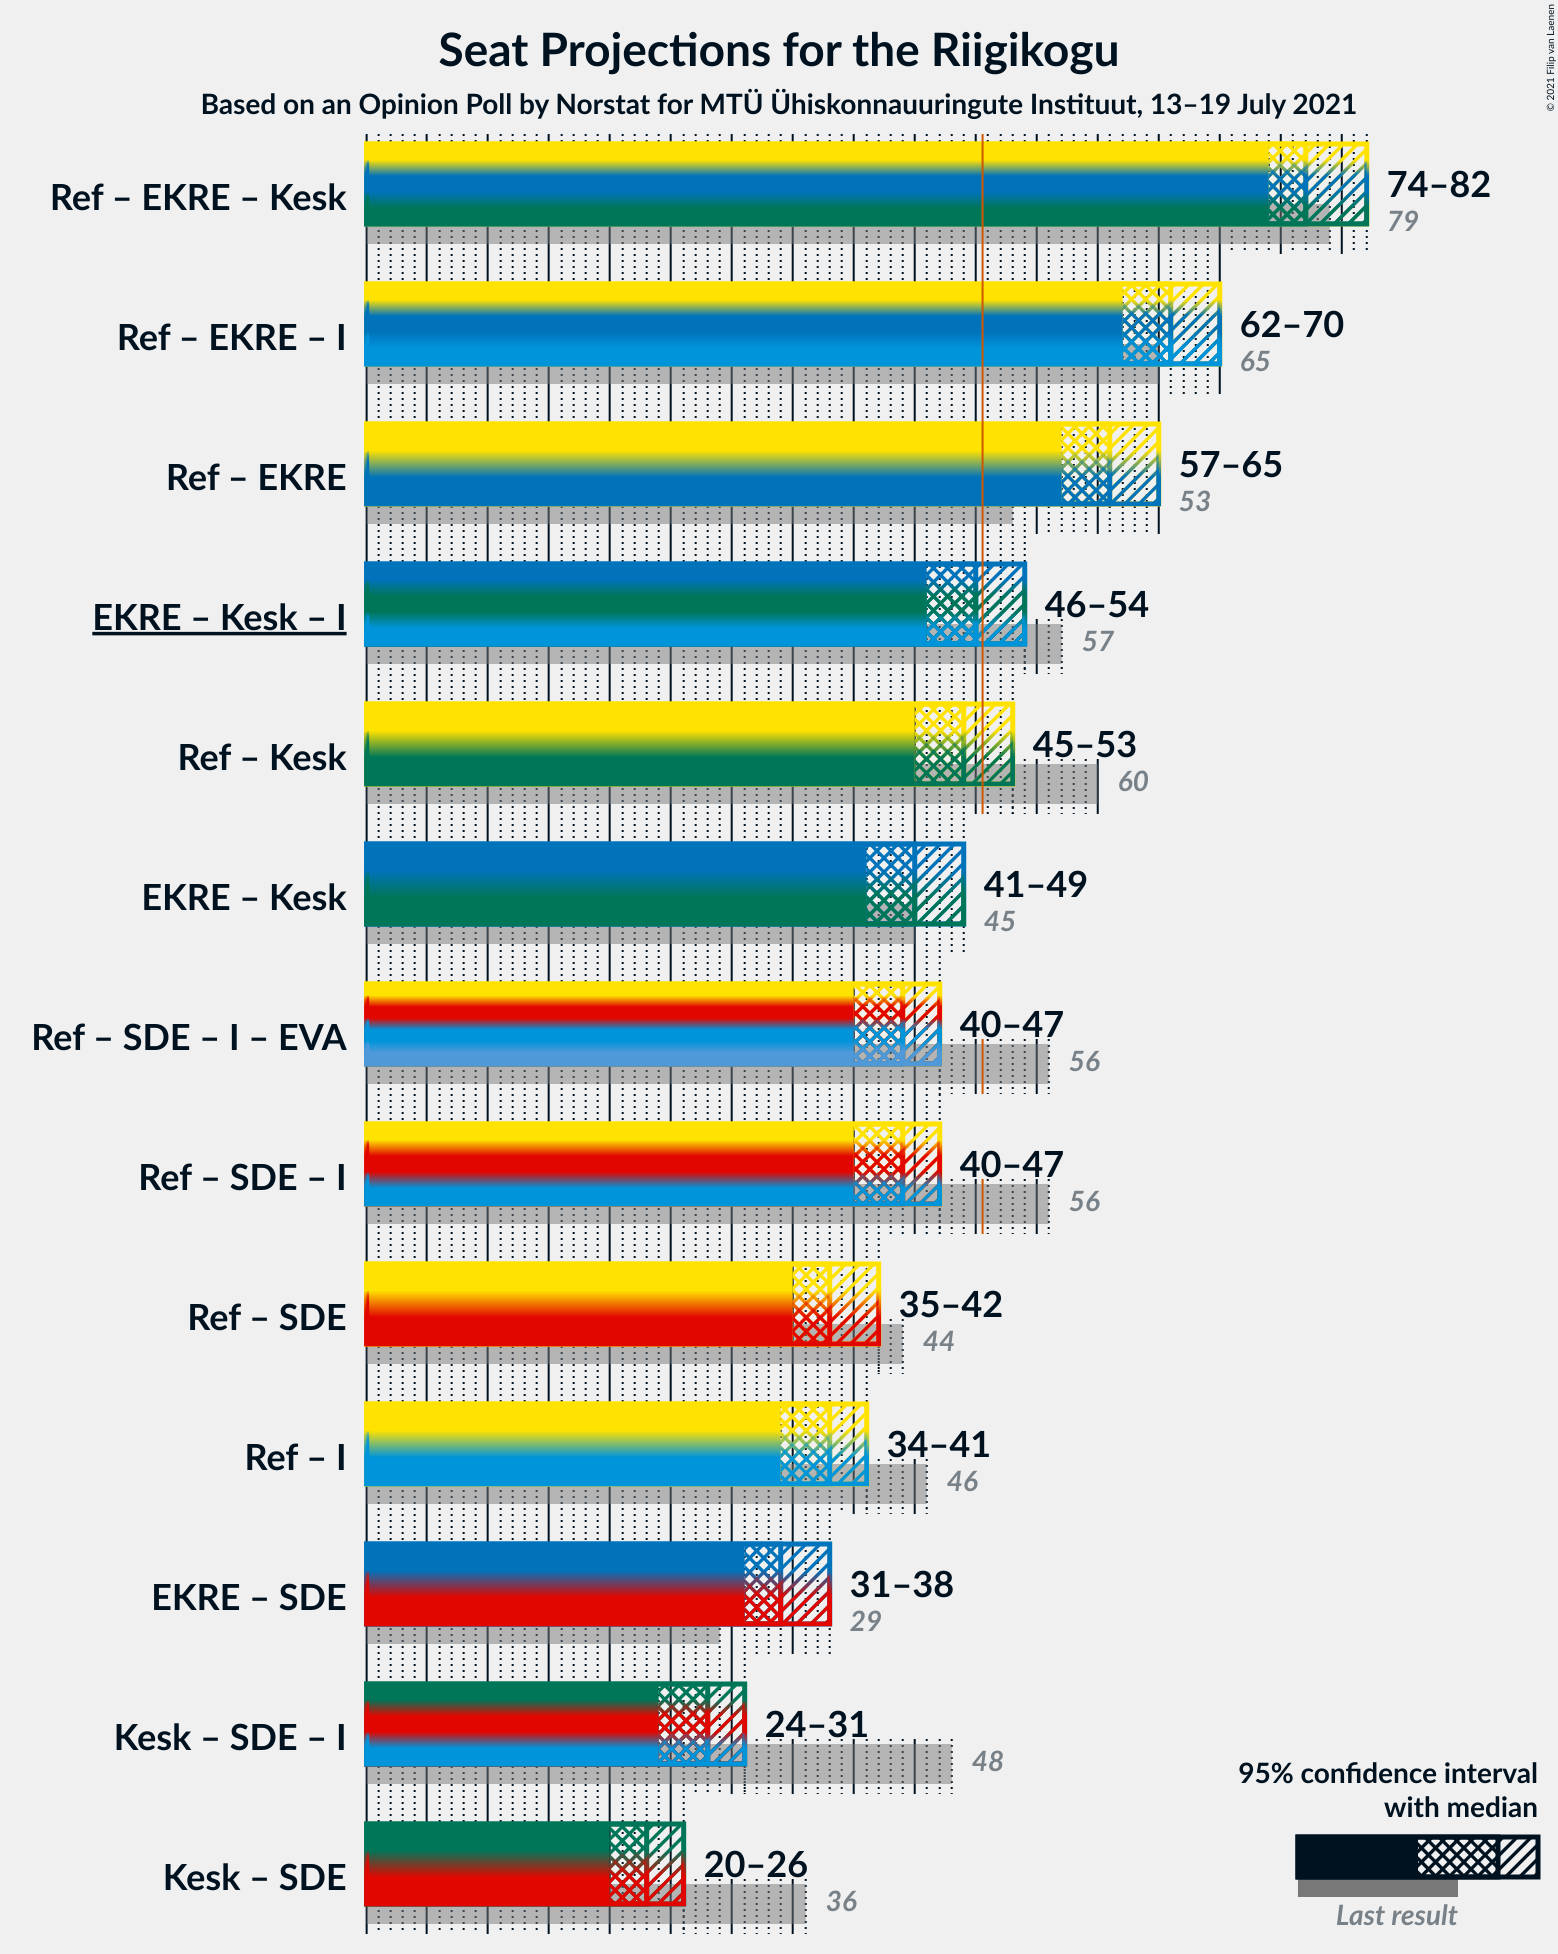 Seat Projections for the Riigikogu
Based on an Opinion Poll by Norstat for MTÜ Ühiskonnauuringute Instituut, 13–19 July 2021
© 2021 Filip van Laenen
Ref – EKRE – Kesk
74–82
79
Ref – EKRE – I
62–70
65
Ref – EKRE
57–65
53
EKRE – Kesk – I
46–54
57
Ref – Kesk
45–53
60
EKRE – Kesk
41–49
45
Ref – SDE – I – EVA
40–47
56
Ref – SDE – I
40–47
56
Ref – SDE
35–42
44
Ref – I
34–41
46
EKRE – SDE
31–38
29
Kesk – SDE – I
24–31
48
Kesk – SDE
20–26
36
95% confidence interval
with median
Last result